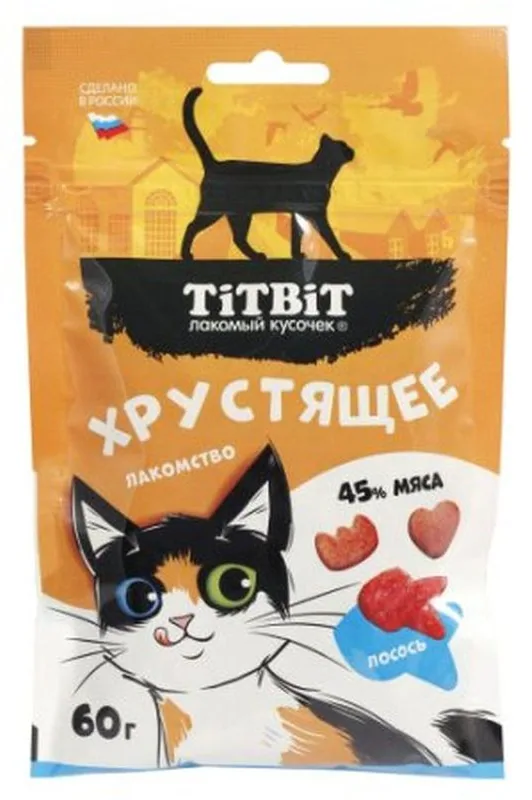 СДЕЛАНО
В РОССИИ
TiTBiT
лакомый кусочек®
ХРУСТЯЩЕЕ
ЛАКОМСТВО
45% МЯСА
лосось
60г